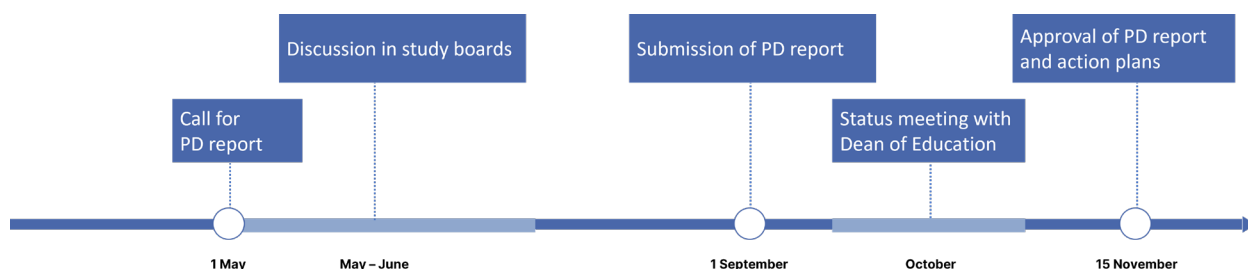 Discussion in study boards
Submission of PD report
Approval of PD report
and action plans
Call for
PD report
Status meeting with
Dean of Education
1 May
May – June
1 September
October
15 November